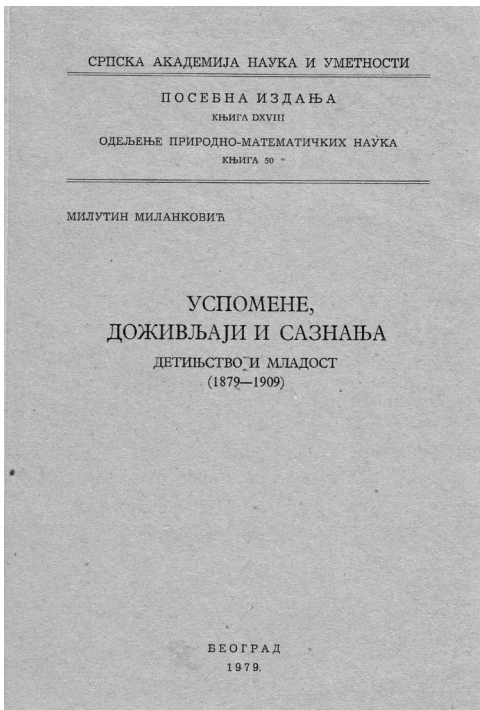 СРПСКА АКАДЕМИЈА НАУКА И УМЕТНОСТИ
ПОСЕБНА ИЗДАЊА
КЊИГА DXVIII
ОДЕЉЕЊЕ ПРИРОДНО-МАТЕМАТИЧКИХ НАУКА
КЊИГА 50
МИЛУТИН МИЛАНКОВИЋ
УСПОМЕНЕ,
ДОЖИВЉАЈИ И САЗНАЊА
ДЕТИЊСТВО И МЛАДОСТ
(1879—1909)
БЕОГРАД
1979.